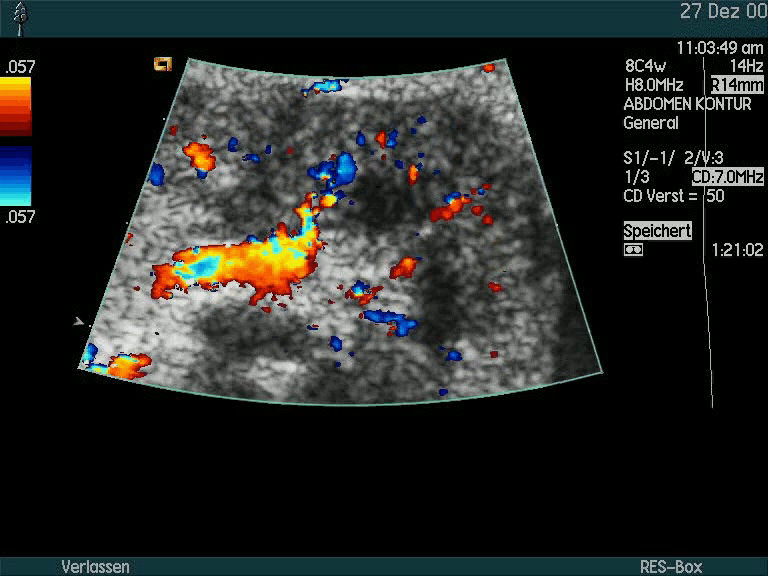 27 Dez 00
11:03:49 am
.057
8C4w 14Hz
H8.0MHz R14mm
ABDOMEN KONTUR
General
S1/-1/ 2/V:3
1/3 CD:7.0MHz
CD Verst = 50
.057
Speichert
1:21:02
Verlassen RES-Box